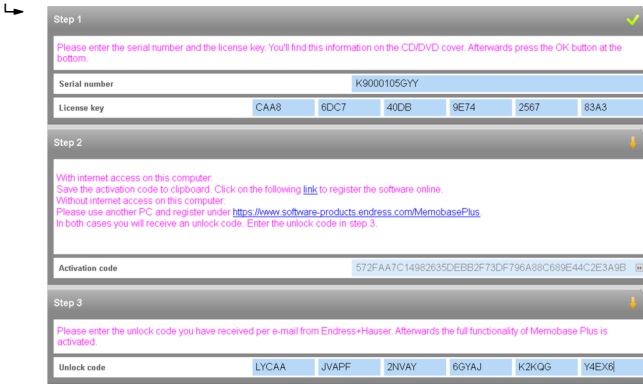 Step 1
Please enter the serial number and the license key. You'll find this information on the CD/DVD cover. Afterwards press the OK button at the
bottom.
Serial number K9000105GYY
License key CAA8 6DC7 40DB 9E74 2567 83A3
Step 2
With internet access on this computer:
Save the activation code to clipboard. Click on the following link to register the software online.
Without internet access on this computer:
Please use another PC and register under https://www.software-products.endress.com/MemobasePlus.
In both cases you will receive an unlock code. Enter the unlock code in step 3.
Activation code 572FAA7C14982635DEBB2F73DF796A88C689E44C2E3A9B
Step 3
Please enter the unlock code you have received per e-mail from Endress+Hauser. Afterwards the full functionality of Memobase Plus is
activated.
Unlock code LYCAA JVAPF 2NVAY 6GYAJ K2KQG Y4EX6